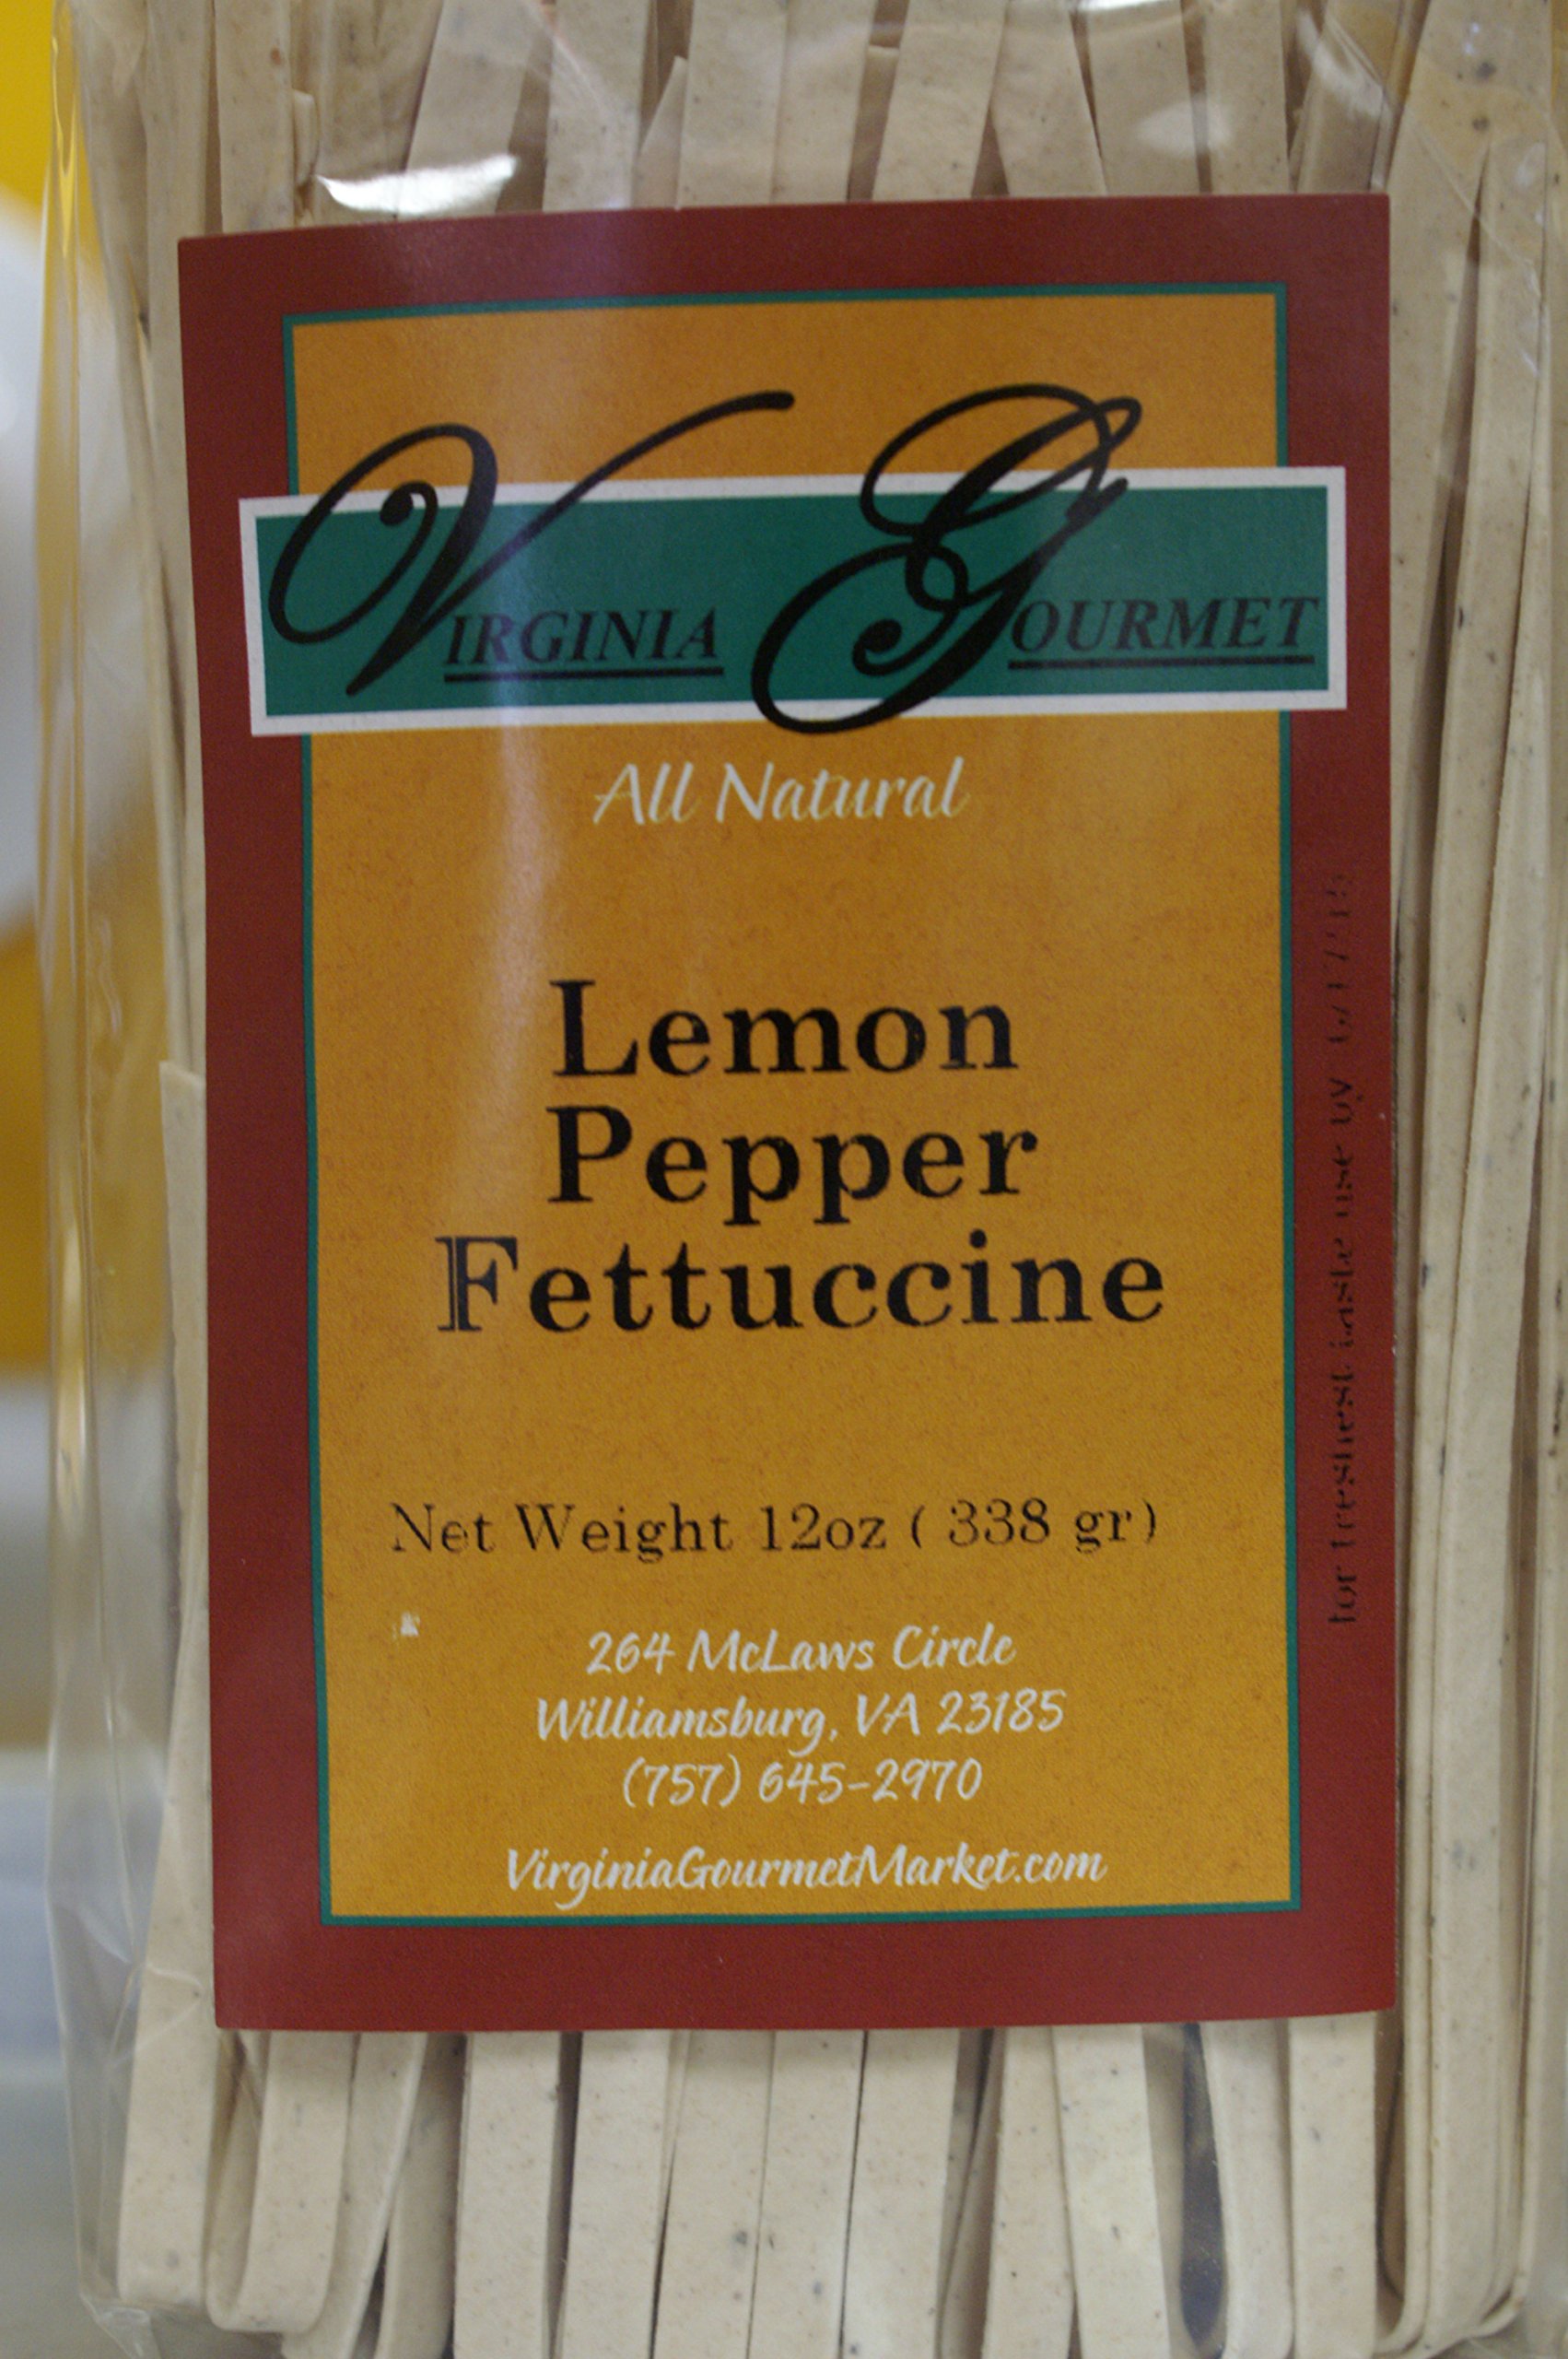 VIRGINIA GOURMET
All Natural
Lemon
Pepper
Fettuccine
Net Weight 12oz ( 338 gr)
264 McLaws Circle
Williamsburg, VA 23185
(757) 645-2970
VirginiaGourmetMarket.com
for freshest taste use by